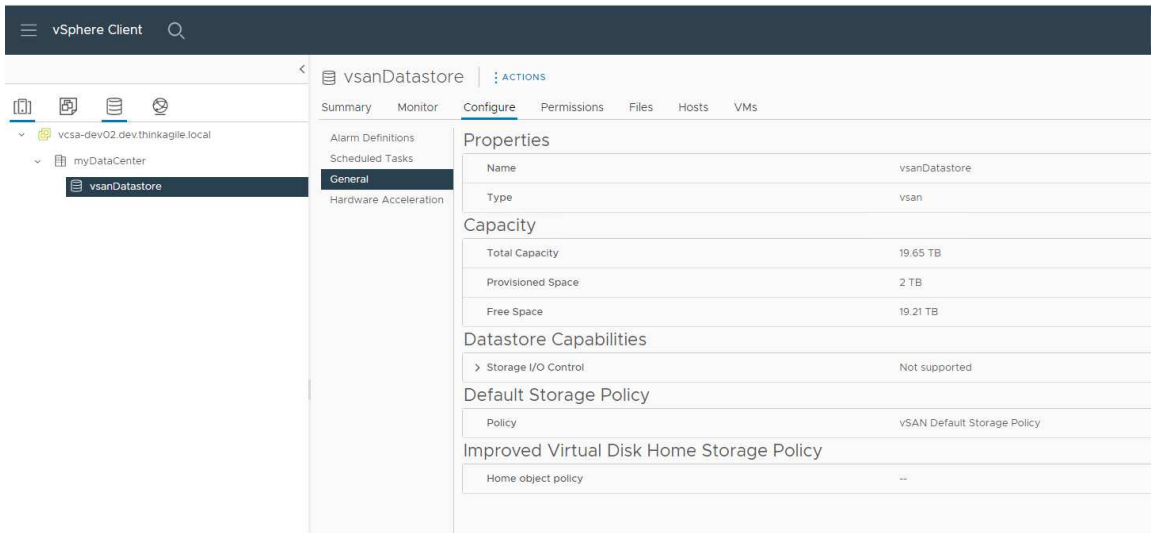 vSphere Client
vsanDatastore
ACTIONS
Summary Monitor Configure Permissions Files Hosts VMs
vcsa-dev02.dev.thinkagile.local
myDataCenter
vsanDatastore
Alarm Definitions
Scheduled Tasks
General
Hardware Acceleration
Properties
Name vsanDatastore
Type vsan
Capacity
Total Capacity 19.65 TB
Provisioned Space 2 TB
Free Space 19.21 TB
Datastore Capabilities
> Storage I/O Control Not supported
Default Storage Policy
Policy vSAN Default Storage Policy
Improved Virtual Disk Home Storage Policy
Home object policy --